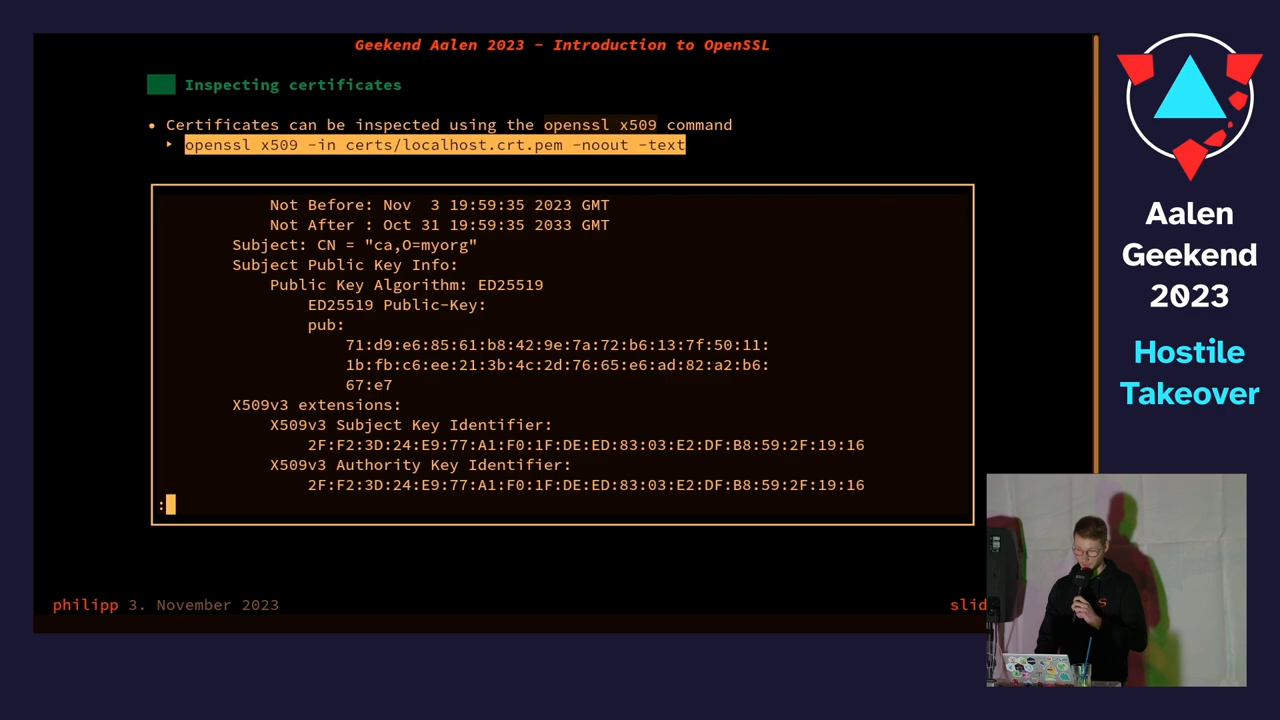 Geekend Aalen 2023 - Introduction to OpenSSL
Inspecting certificates
• Certificates can be inspected using the openssl x509 command
‣ openssl x509 -in certs/localhost.crt.pem -noout -text
Not Before: Nov  3 19:59:35 2023 GMT
Not After : Oct 31 19:59:35 2033 GMT
Subject: CN = "ca,O=myorg"
Subject Public Key Info:
Public Key Algorithm: ED25519
ED25519 Public-Key:
pub:
71:d9:e6:85:61:b8:42:9e:7a:72:b6:13:7f:50:11:
1b:fb:c6:ee:21:3b:4c:2d:76:65:e6:ad:82:a2:b6:
67:e7
X509v3 extensions:
X509v3 Subject Key Identifier:
2F:F2:3D:24:E9:77:A1:F0:1F:DE:ED:83:03:E2:DF:B8:59:2F:19:16
X509v3 Authority Key Identifier:
2F:F2:3D:24:E9:77:A1:F0:1F:DE:ED:83:03:E2:DF:B8:59:2F:19:16
:
philipp 3. November 2023
slid
Aalen
Geekend
2023
Hostile
Takeover